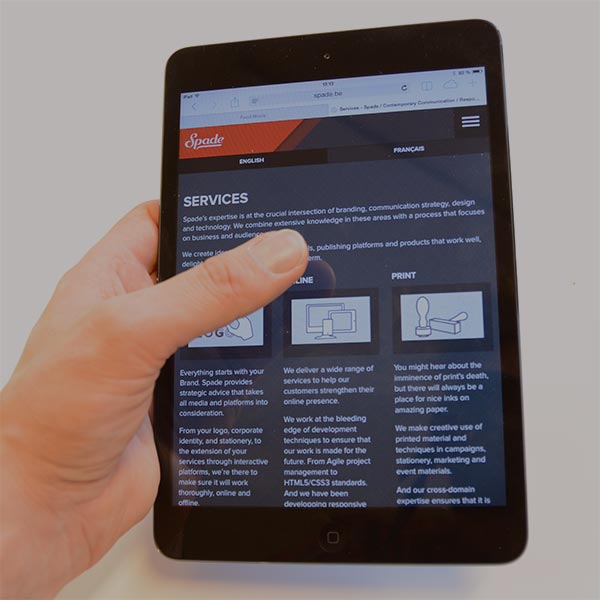 iPad
10:13
82 %
spade.be
Food Movie
Services – Spade / Contemporary Communication / Respo...
Spade
ENGLISH
FRANÇAIS
SERVICES
Spade's expertise is at the crucial intersection of branding, communication strategy, design
and technology. We combine extensive knowledge in these areas with a process that focuses
on business and audience
We create publishing platforms and products that work well,
delight
LINE
PRINT
Everything starts with your
Brand. Spade provides
strategic advice that takes
all media and platforms into
consideration.
From your logo, corporate
identity, and stationery, to
the extension of your
services through interactive
platforms, we're there to
make sure it will work
thoroughly, online and
offline.
We deliver a wide range of
services to help our
customers strengthen their
online presence.
We work at the bleeding
edge of development
techniques to ensure that
our work is made for the
future. From Agile project
management to
HTML5/CSS3 standards.
And we have been
developing responsive
You might hear about the
imminence of print's death,
but there will always be a
place for nice inks on
amazing paper.
We make creative use of
printed material and
techniques in campaigns,
stationery, marketing and
event materials.
And our cross-domain
expertise ensures that it is